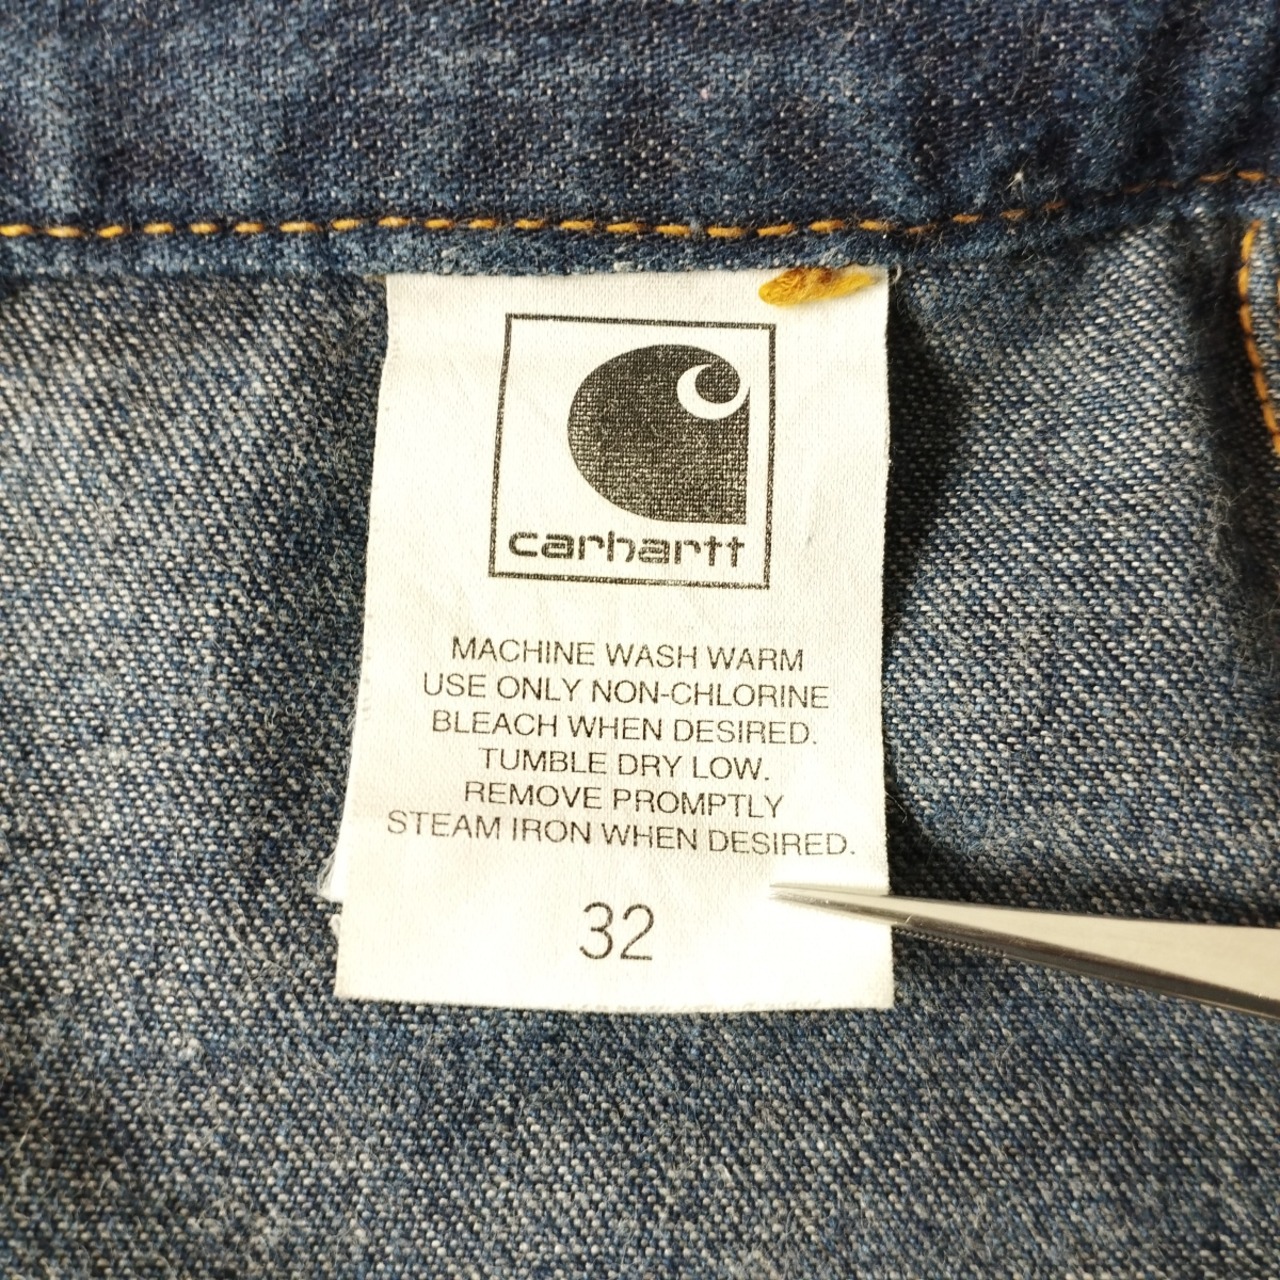 carhartt
MACHINE WASH WARM
USE ONLY NON-CHLORINE
BLEACH WHEN DESIRED.
TUMBLE DRY LOW.
REMOVE PROMPTLY
STEAM IRON WHEN DESIRED.
32